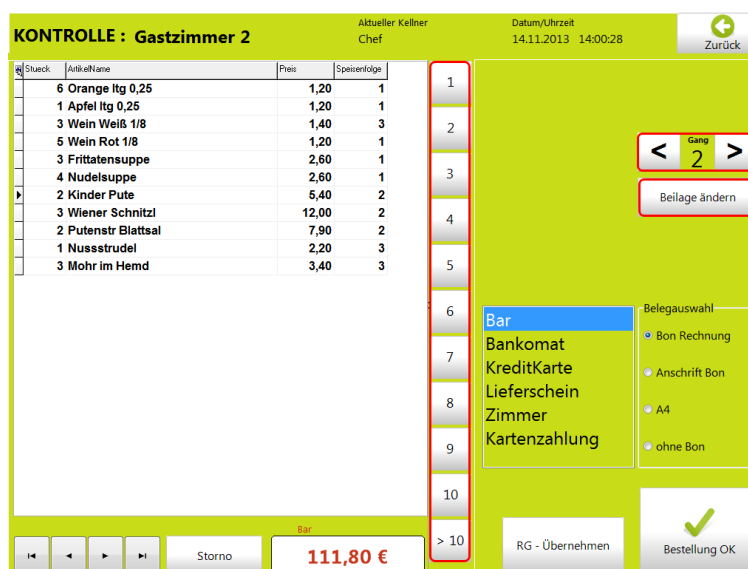 KONTROLLE : Gastzimmer 2
Aktueller Kellner
Chef
Datum/Uhrzeit
14.11.2013 14:00:28
Zurück
Stueck ArtikelName Preis Speisenfolge
6 Orange ltg 0,25 1,20 1
1 Apfel ltg 0,25 1,20 1
3 Wein Weiß 1/8 1,40 3
5 Wein Rot 1/8 1,20 1
3 Frittatensuppe 2,60 1
4 Nudelsuppe 2,60 1
2 Kinder Pute 5,40 2
3 Wiener Schnitzl 12,00 2
2 Putenstr Blattsal 7,90 2
1 Nussstrudel 2,20 3
3 Mohr im Hemd 3,40 3
1
2
3
4
5
6
7
8
9
10
> 10
< Gang >
2
Beilage ändern
Bar
Bankomat
KreditKarte
Lieferschein
Zimmer
Kartenzahlung
Belegauswahl
Bon Rechnung
Anschrift Bon
A4
ohne Bon
Storno
Bar
111,80 €
RG - Übernehmen
Bestellung OK